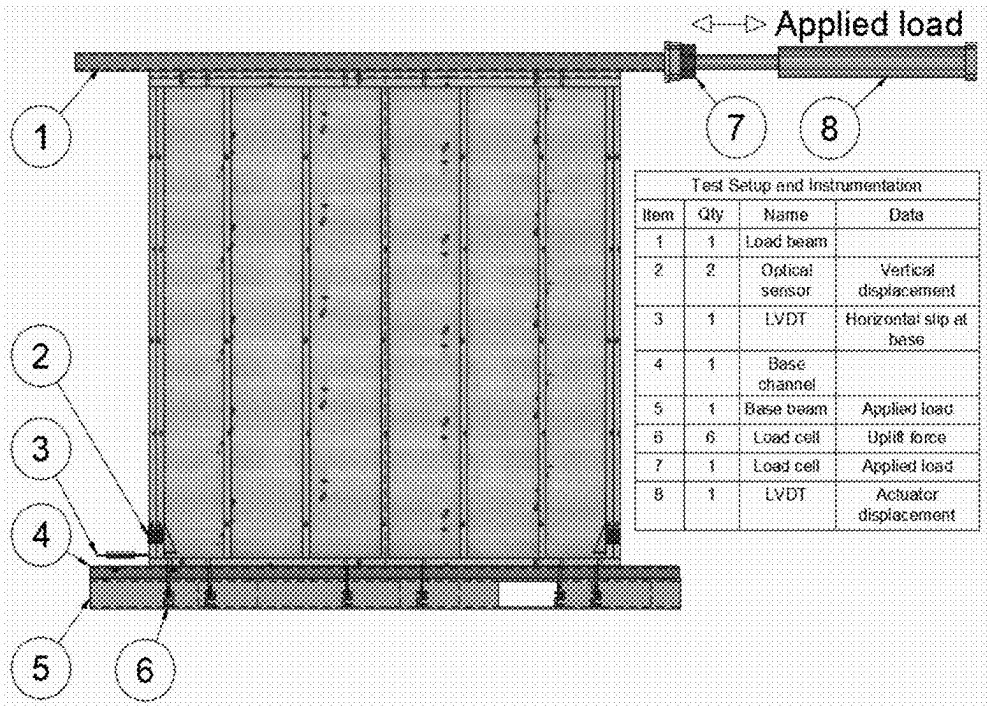 Applied load
1
7
8
Test Setup and Instrumentation
Item Qty Name Data
1 1 Load beam
2 2 Optical sensor Vertical displacement
3 1 LVDT Horizontal slip at base
4 1 Base channel
5 1 Base beam Applied load
6 6 Load cell Uplift force
7 1 Load cell Applied load
8 1 LVDT Actuator displacement
2
3
4
5
6